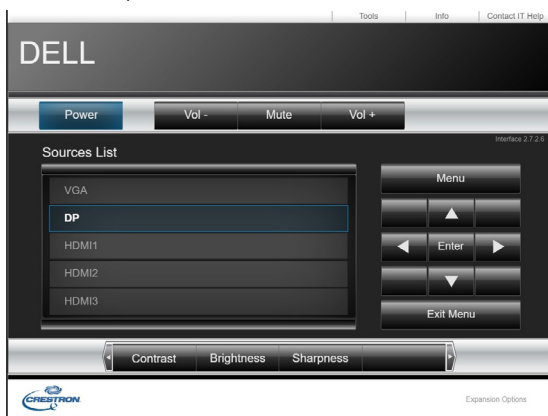 Tools Info Contact IT Help
DELL
Power Vol - Mute Vol +
Interface 2.7.2.6
Sources List
Menu
VGA
DP
HDMI1
Enter
HDMI2
HDMI3
Exit Menu
Contrast Brightness Sharpness
CRESTRON
Expansion Options